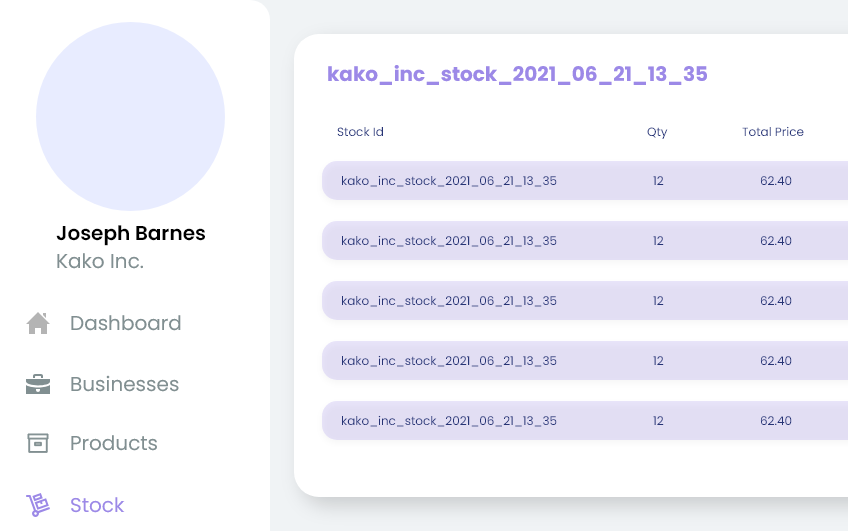 Joseph Barnes
Kako Inc.
Dashboard
Businesses
Products
Stock
kako_inc_stock_2021_06_21_13_35
Stock Id Qty Total Price
kako_inc_stock_2021_06_21_13_35 12 62.40
kako_inc_stock_2021_06_21_13_35 12 62.40
kako_inc_stock_2021_06_21_13_35 12 62.40
kako_inc_stock_2021_06_21_13_35 12 62.40
kako_inc_stock_2021_06_21_13_35 12 62.40